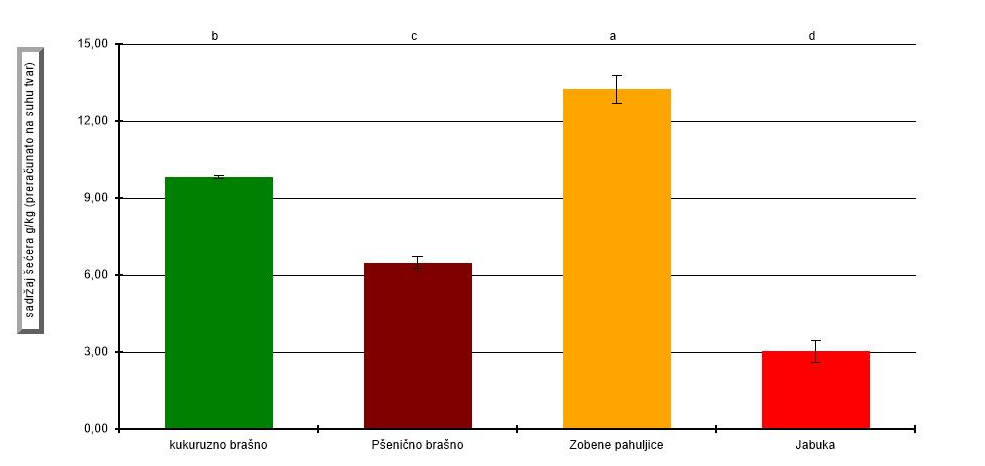 b c a d
sadržaj šećera g/kg (preračunato na suhu tvar)
15,00
12,00
9,00
6,00
3,00
0,00
kukuruzno brašno Pšenično brašno Zobene pahuljice Jabuka